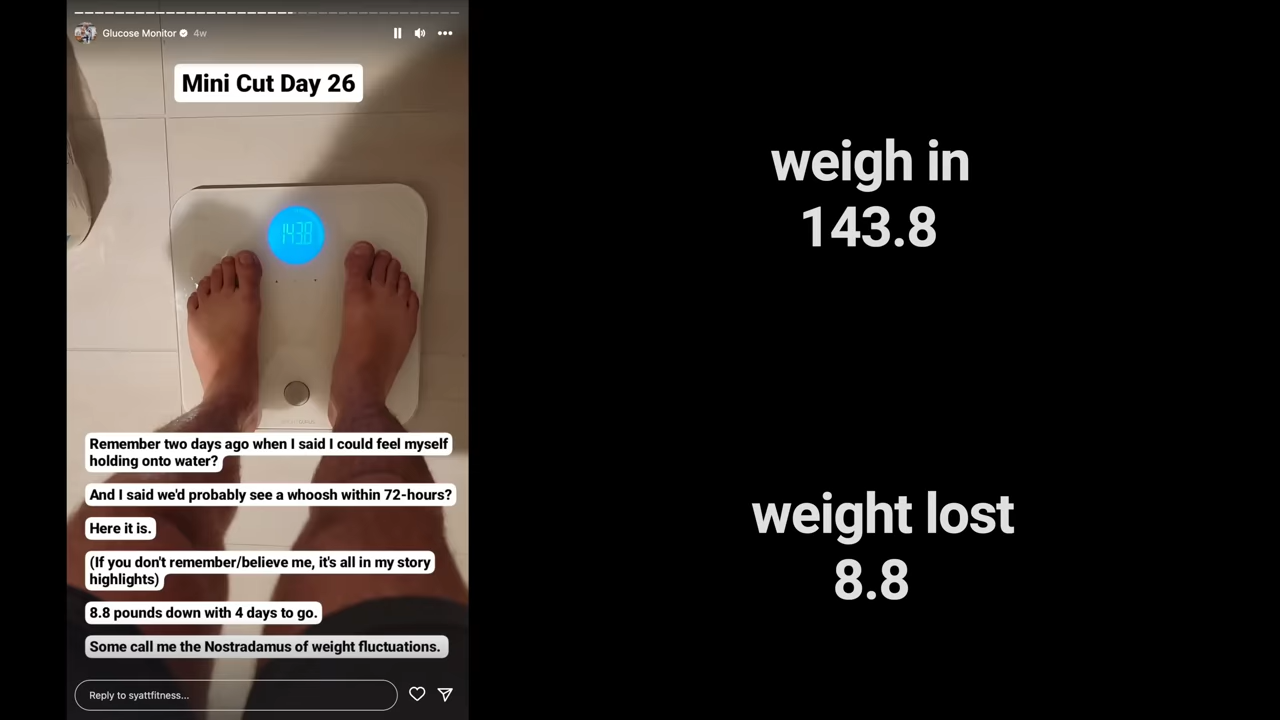 Glucose Monitor 4w
Mini Cut Day 26
143.8
Remember two days ago when I said I could feel myself
holding onto water?
And I said we'd probably see a whoosh within 72-hours?
Here it is.
(If you don't remember/believe me, it's all in my story
highlights)
8.8 pounds down with 4 days to go.
Some call me the Nostradamus of weight fluctuations.
Reply to syattfitness...
weigh in
143.8
weight lost
8.8